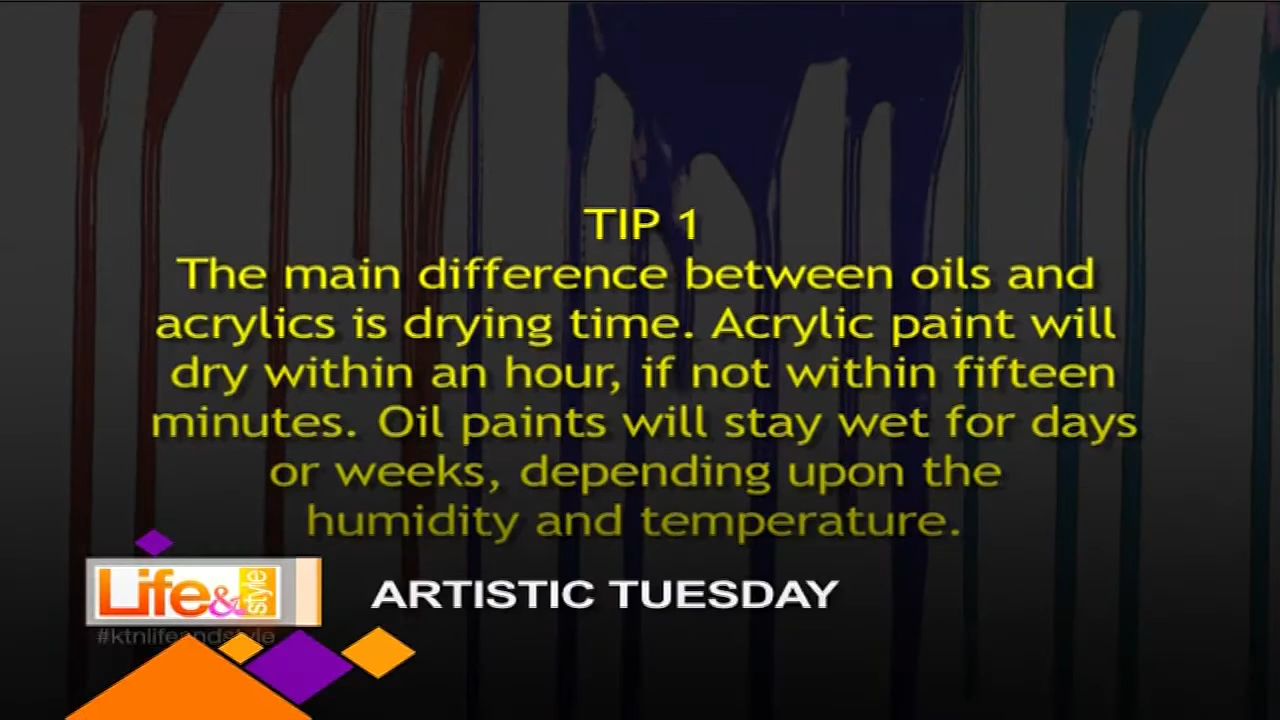 TIP 1
The main difference between oils and
acrylics is drying time. Acrylic paint will
dry within an hour, if not within fifteen
minutes. Oil paints will stay wet for days
or weeks, depending upon the
humidity and temperature.
Life&style
ARTISTIC TUESDAY
#ktnlifeandstyle